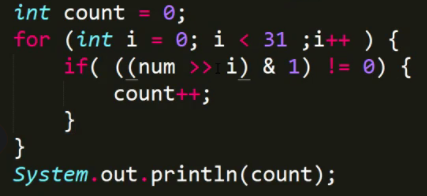 int count = 0;
for (int i = 0; i < 31 ;i++ ) {
if( ((num >> i) & 1) != 0) {
count++;
}
}
System.out.println(count);